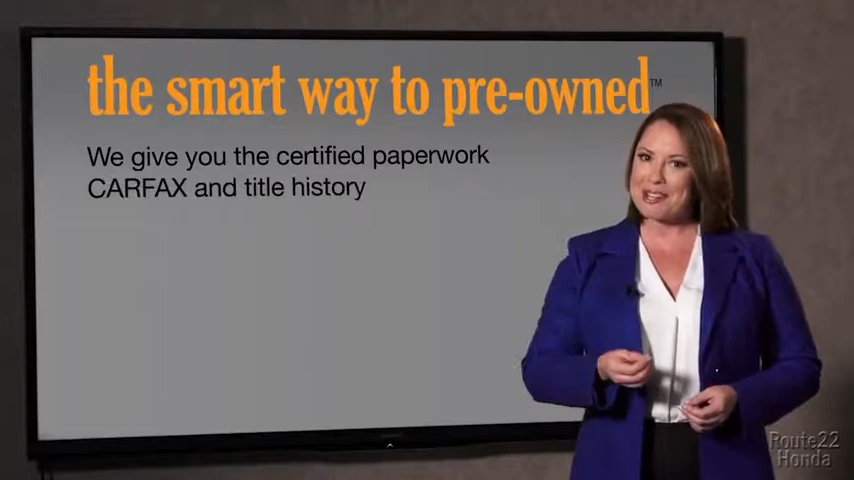 the smart way to pre-owned™
We give you the certified paperwork
CARFAX and title history
Route22
Honda